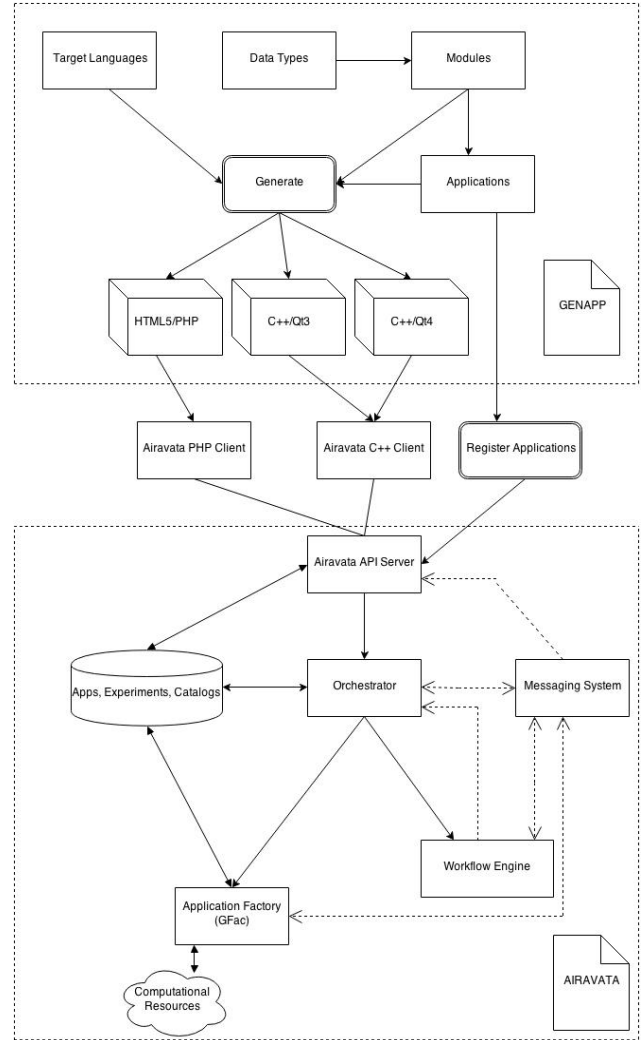 Target Languages
Data Types
Modules
Generate
Applications
HTML5/PHP
C++/Qt3
C++/Qt4
GENAPP
Airavata PHP Client
Airavata C++ Client
Register Applications
Airavata API Server
Apps, Experiments, Catalogs
Orchestrator
Messaging System
Workflow Engine
Application Factory
(GFac)
Computational
Resources
AIRAVATA